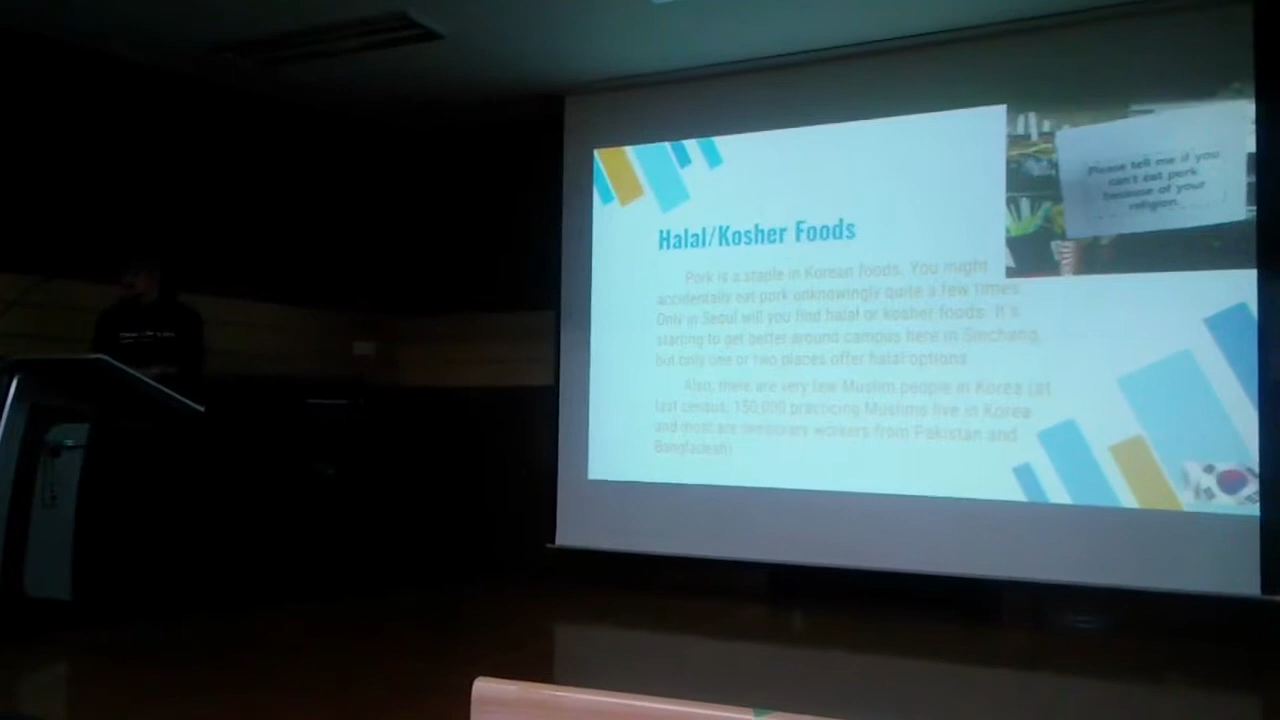 Halal/Kosher Foods
Pork is a staple in Korean foods. You might
accidentally eat pork unknowingly quite a few times.
Only in Seoul will you find halal or kosher foods. It is
starting to get better around campus here in Sinchang,
but only one or two places offer halal options.
Also, there are very few Muslim people in Korea (at
last census, 150,000 practicing Muslims live in Korea
and most are temporary workers from Pakistan and
Bangladesh)
Please tell me if you
can't eat pork
because of your
religion.